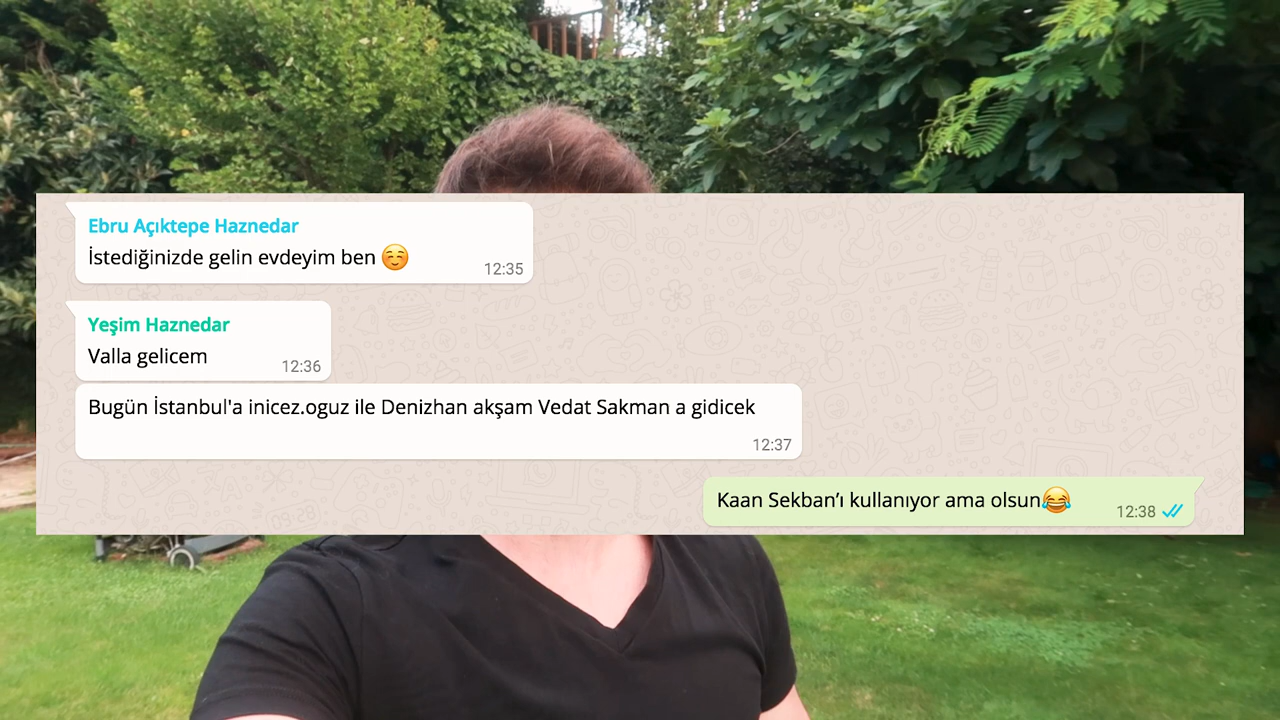 Ebru Açıktepe Haznedar
İstediğinizde gelin evdeyim ben ☺️
12:35
Yeşim Haznedar
Valla gelicem
12:36
Bugün İstanbul'a inicez.oguz ile Denizhan akşam Vedat Sakman a gidicek
12:37
Kaan Sekban’ı kullanıyor ama olsun😂
12:38